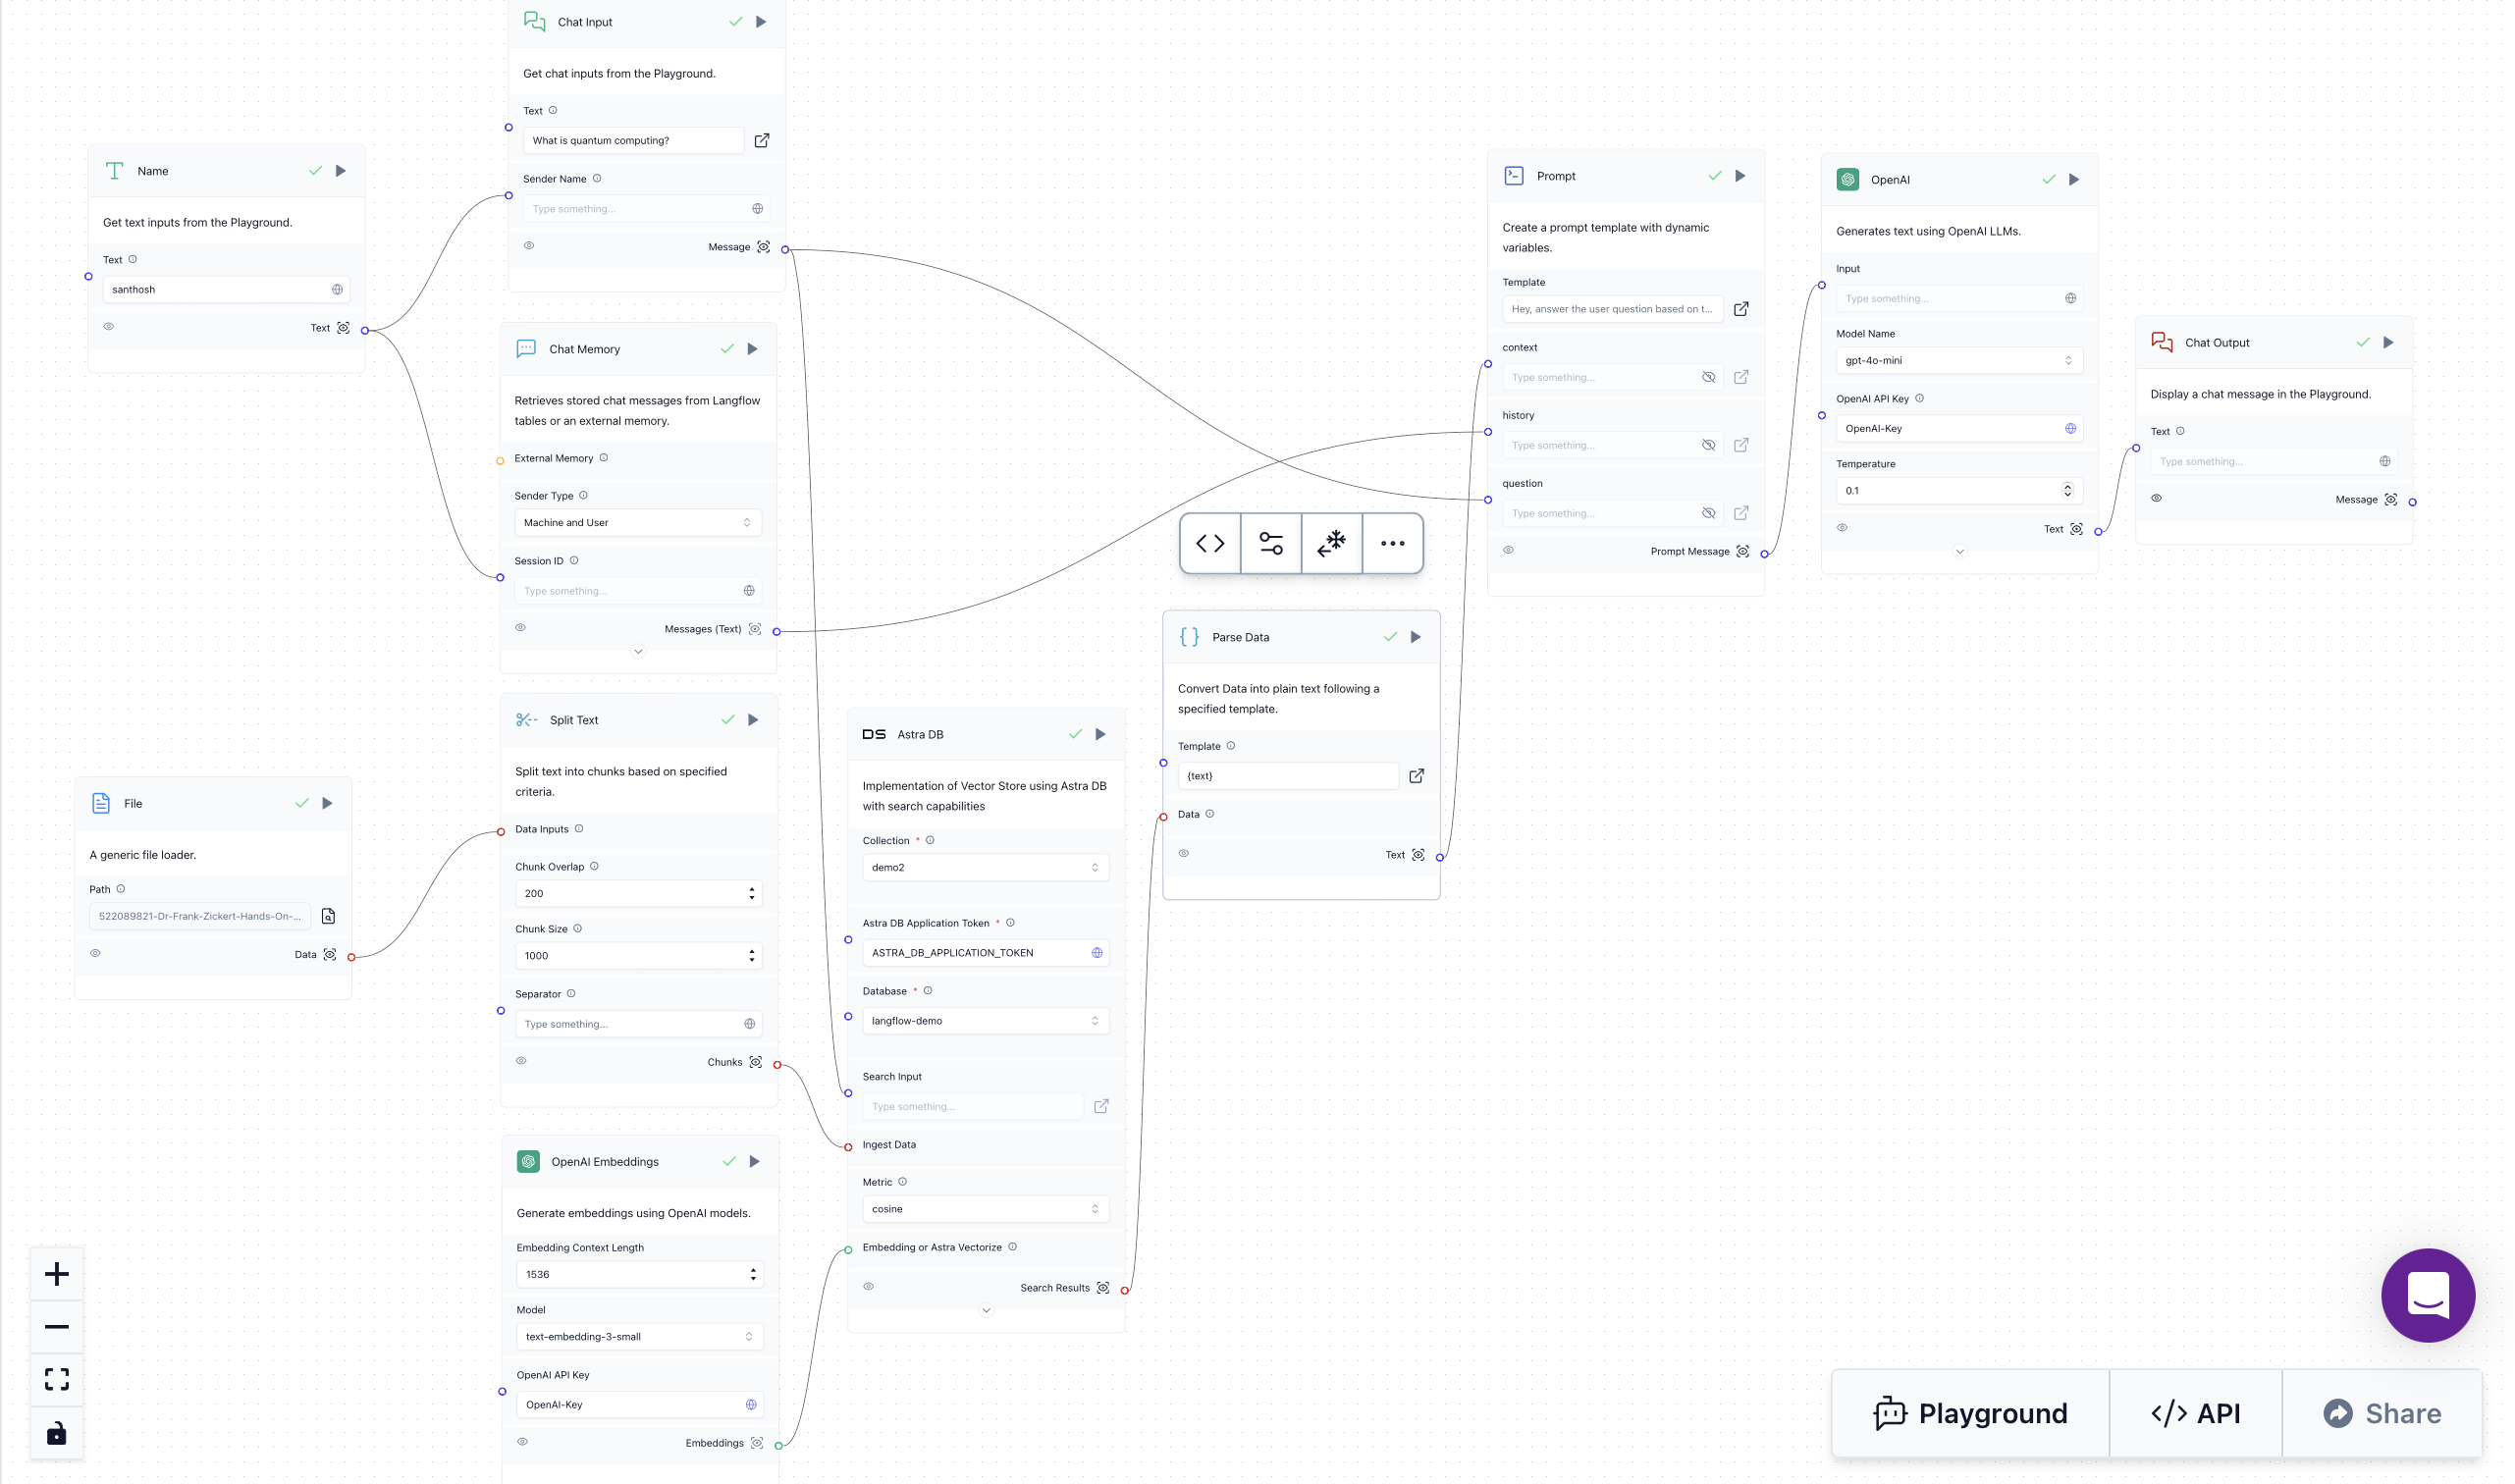 Chat Input
Get chat inputs from the Playground.
Text
What is quantum computing?
Sender Name
Type something...
Message
Name
Get text inputs from the Playground.
Text
santhosh
Text
Chat Memory
Retrieves stored chat messages from Langflow
tables or an external memory.
External Memory
Sender Type
Machine and User
Session ID
Type something...
Messages (Text)
Split Text
Split text into chunks based on specified
criteria.
Data Inputs
Chunk Overlap
200
Chunk Size
1000
Separator
Type something...
Chunks
File
A generic file loader.
Path
522089821-Dr-Frank-Zickert-Hands-On-...
Data
OpenAI Embeddings
Generate embeddings using OpenAI models.
Embedding Context Length
1536
Model
text-embedding-3-small
OpenAI API Key
OpenAI-Key
Embeddings
DS Astra DB
Implementation of Vector Store using Astra DB
with search capabilities
Collection *
demo2
Astra DB Application Token *
ASTRA_DB_APPLICATION_TOKEN
Database *
langflow-demo
Search Input
Type something...
Ingest Data
Metric
cosine
Embedding or Astra Vectorize
Search Results
{} Parse Data
Convert Data into plain text following a
specified template.
Template
{text}
Data
Text
Prompt
Create a prompt template with dynamic
variables.
Template
Hey, answer the user question based on t...
context
Type something...
history
Type something...
question
Type something...
Prompt Message
OpenAI
Generates text using OpenAI LLMs.
Input
Type something...
Model Name
gpt-4o-mini
OpenAI API Key
OpenAI-Key
Temperature
0.1
Text
Chat Output
Display a chat message in the Playground.
Text
Type something...
Message
Playground
</> API
Share